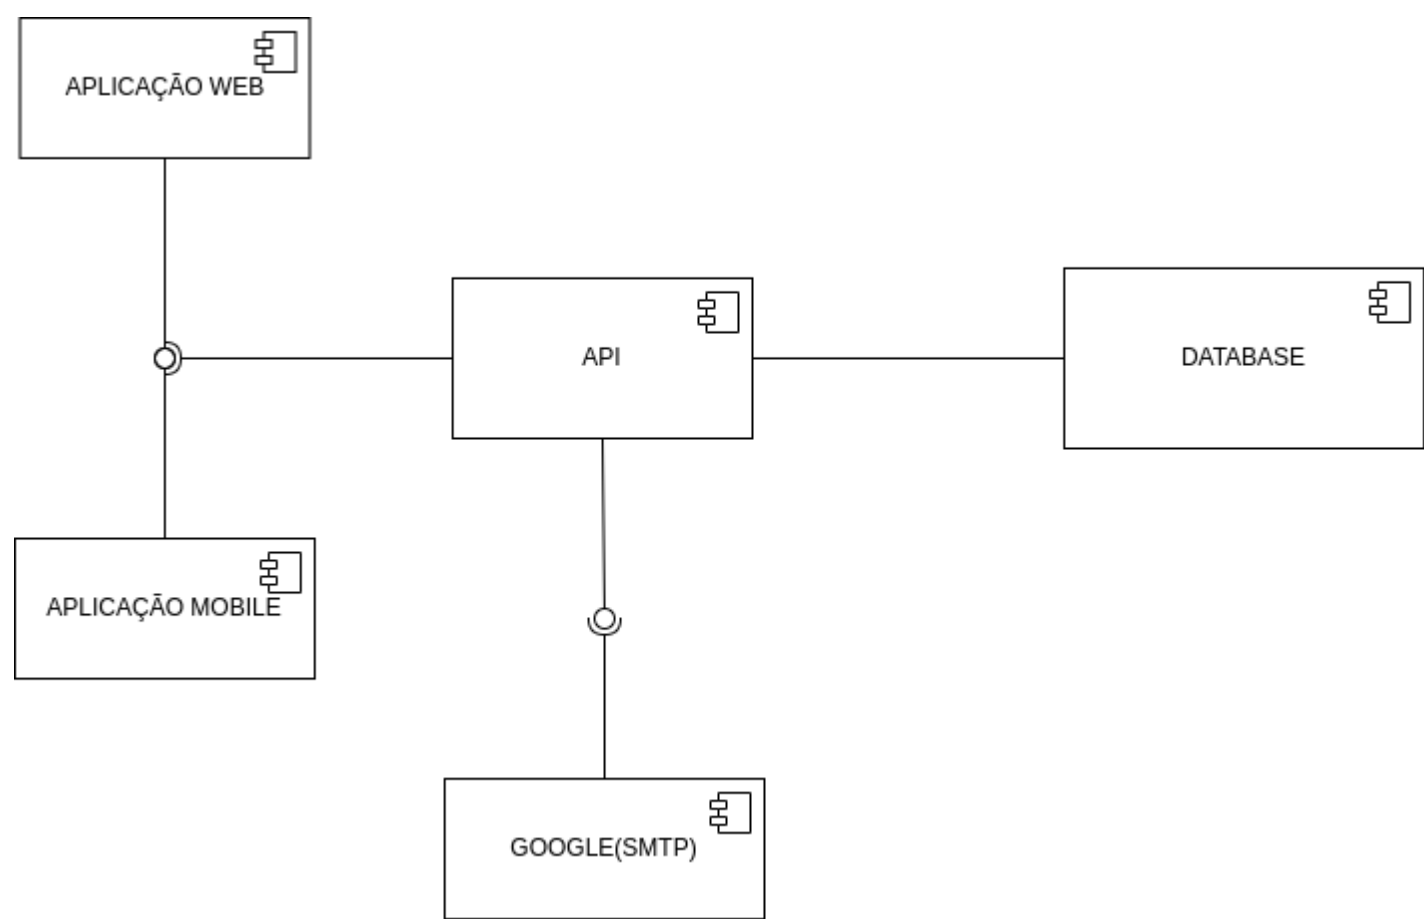 APLICAÇÃO WEB
API
DATABASE
APLICAÇÃO MOBILE
GOOGLE(SMTP)